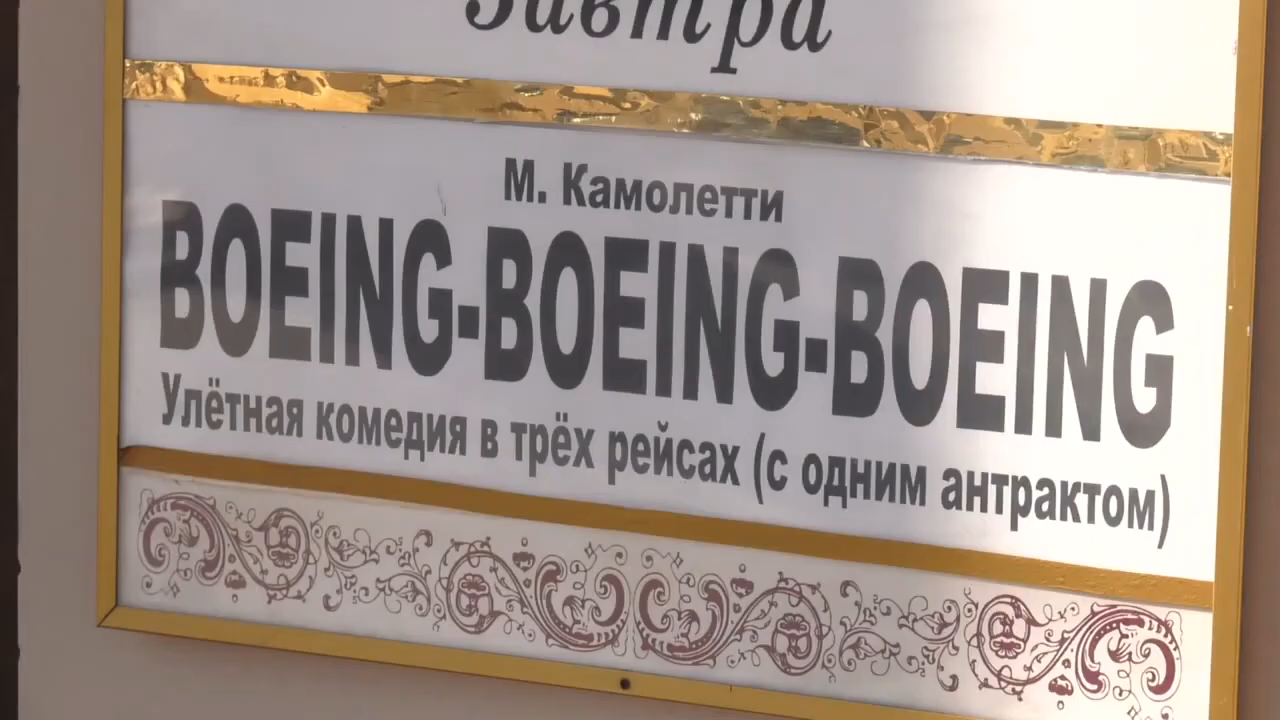 Завтра
М. Камолетти
BOEING-BOEING-BOEING
Улётная комедия в трёх рейсах (с одним антрактом)